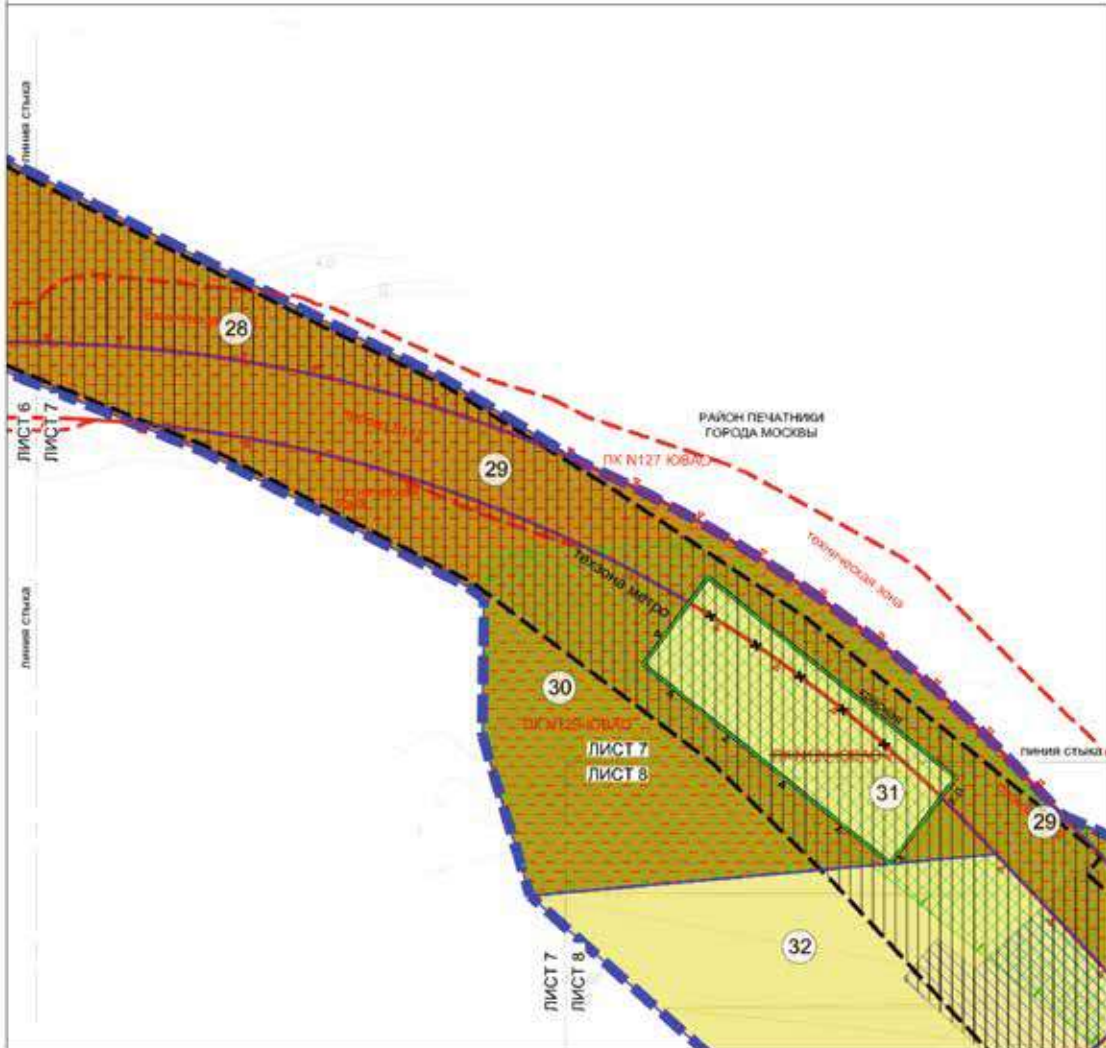 линия стыка
28
ЛИСТ 6
ЛИСТ 7
РАЙОН ПЕЧАТНИКИ
ГОРОДА МОСКВЫ
ПК N127 ЮВАО
29
техническая зона
техзона метро
линия стыка
30
ЛИСТ 7
ЛИСТ 8
линия стыка
31
29
32
ЛИСТ 7
ЛИСТ 8